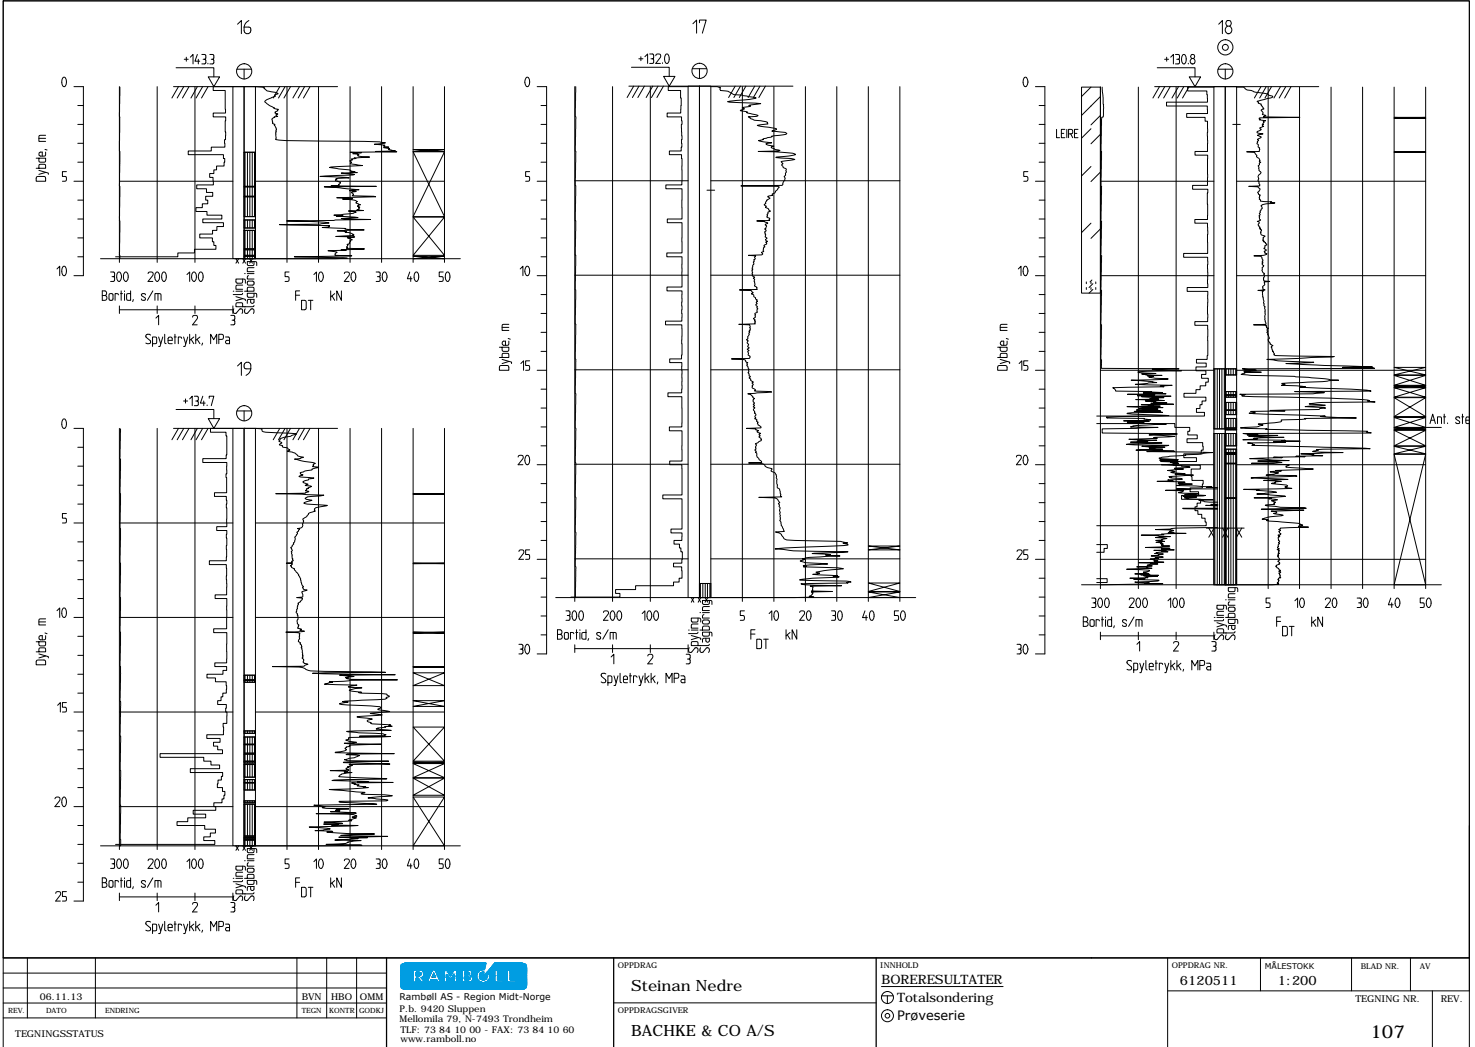 16
+143.3
0
5
10
Dybde, m
300 200 100 5 10 20 30 40 50
Bortid, s/m
Spyling
Slagboring
F DT kN
1 2 3
Spyletrykk, MPa
17
+132.0
0
5
10
15
20
25
30
Dybde, m
300 200 100 5 10 20 30 40 50
Bortid, s/m
Spyling
Slagboring
F DT kN
1 2 3
Spyletrykk, MPa
18
+130.8
0
5
10
15
20
25
30
Dybde, m
LEIRE
Ant. ste
300 200 100 5 10 20 30 40 50
Bortid, s/m
Spyling
Slagboring
F DT kN
1 2 3
Spyletrykk, MPa
19
+134.7
0
5
10
15
20
25
Dybde, m
300 200 100 5 10 20 30 40 50
Bortid, s/m
Spyling
Slagboring
F DT kN
1 2 3
Spyletrykk, MPa
06.11.13 BVN HBO OMM
REV. DATO ENDRING TEGN KONTR GODKJ
TEGNINGSSTATUS
RAMBØLL
Rambøll AS - Region Midt-Norge
P.b. 9420 Sluppen
Mellomila 79, N-7493 Trondheim
TLF: 73 84 10 00 - FAX: 73 84 10 60
www.ramboll.no
OPPDRAG
Steinan Nedre
OPPDRAGSGIVER
BACHKE & CO A/S
INNHOLD
BORERESULTATER
Totalsondering
Prøveserie
OPPDRAG NR.
6120511
MÅLESTOKK
1:200
BLAD NR.
AV
TEGNING NR.
107
REV.